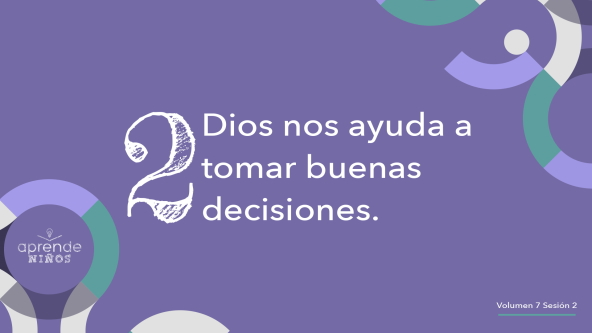 2
Dios nos ayuda a
tomar buenas
decisiones.
aprende
NIÑOS
Volumen 7 Sesión 2